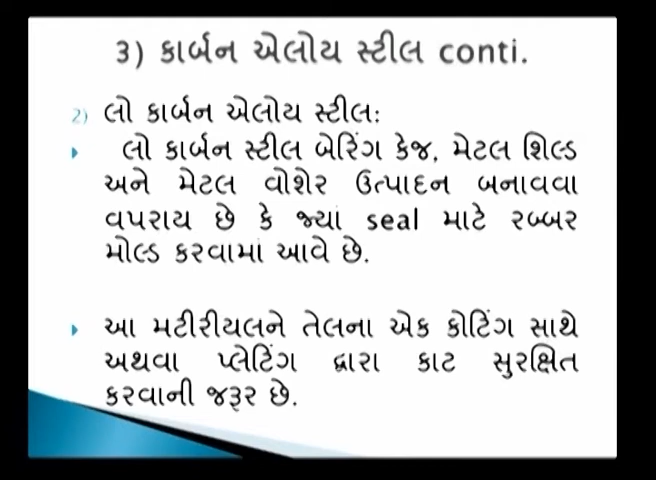 3) કાર્બન એલોય સ્ટીલ conti.
2) લો કાર્બન એલોય સ્ટીલ:
લો કાર્બન સ્ટીલ બેરિંગ કેજ, મેટલ શિલ્ડ
અને મેટલ વોશેર ઉત્પાદન બનાવવા
વપરાય છે કે જ્યાં seal માટે રબ્બર
મોલ્ડ કરવામાં આવે છે.
આ મટીરીયલને તેલના એક કોટિંગ સાથે
અથવા પ્લેટિંગ દ્વારા કાટ સુરક્ષિત
કરવાની જરૂર છે.